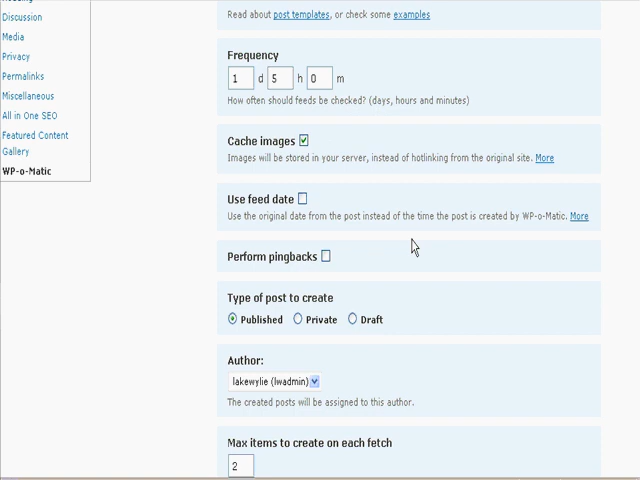 Discussion
Media
Privacy
Permalinks
Miscellaneous
All in One SEO
Featured Content
Gallery
WP-o-Matic
Read about post templates, or check some examples
Frequency
1 d 5 h 0 m
How often should feeds be checked? (days, hours and minutes)
Cache images
Images will be stored in your server, instead of hotlinking from the original site. More
Use feed date
Use the original date from the post instead of the time the post is created by WP-o-Matic. More
Perform pingbacks
Type of post to create
Published Private Draft
Author:
lakewylie (lwadmin)
The created posts will be assigned to this author.
Max items to create on each fetch
2